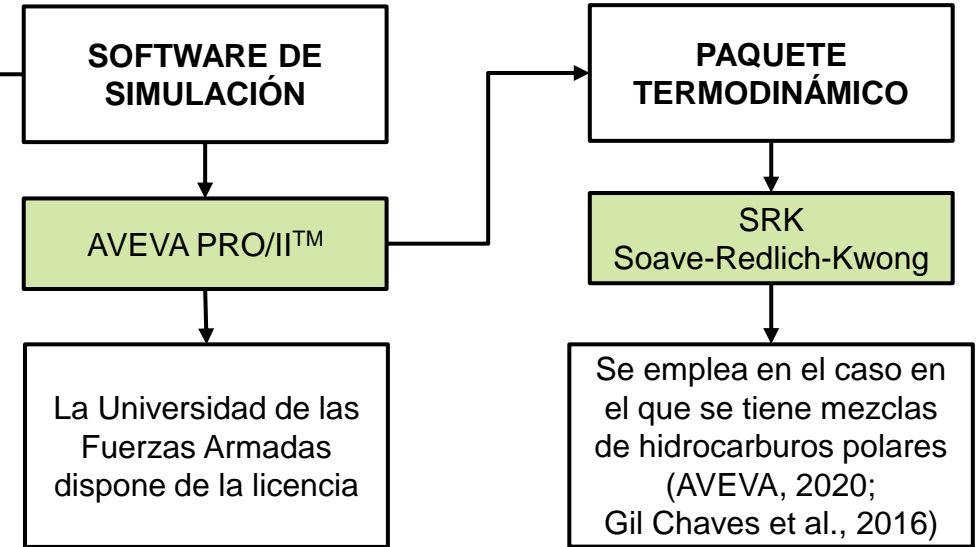 SOFTWARE DE
SIMULACIÓN
AVEVA PRO/IITM
La Universidad de las
Fuerzas Armadas
dispone de la licencia
PAQUETE
TERMODINÁMICO
SRK
Soave-Redlich-Kwong
Se emplea en el caso en
el que se tiene mezclas
de hidrocarburos polares
(AVEVA, 2020;
Gil Chaves et al., 2016)